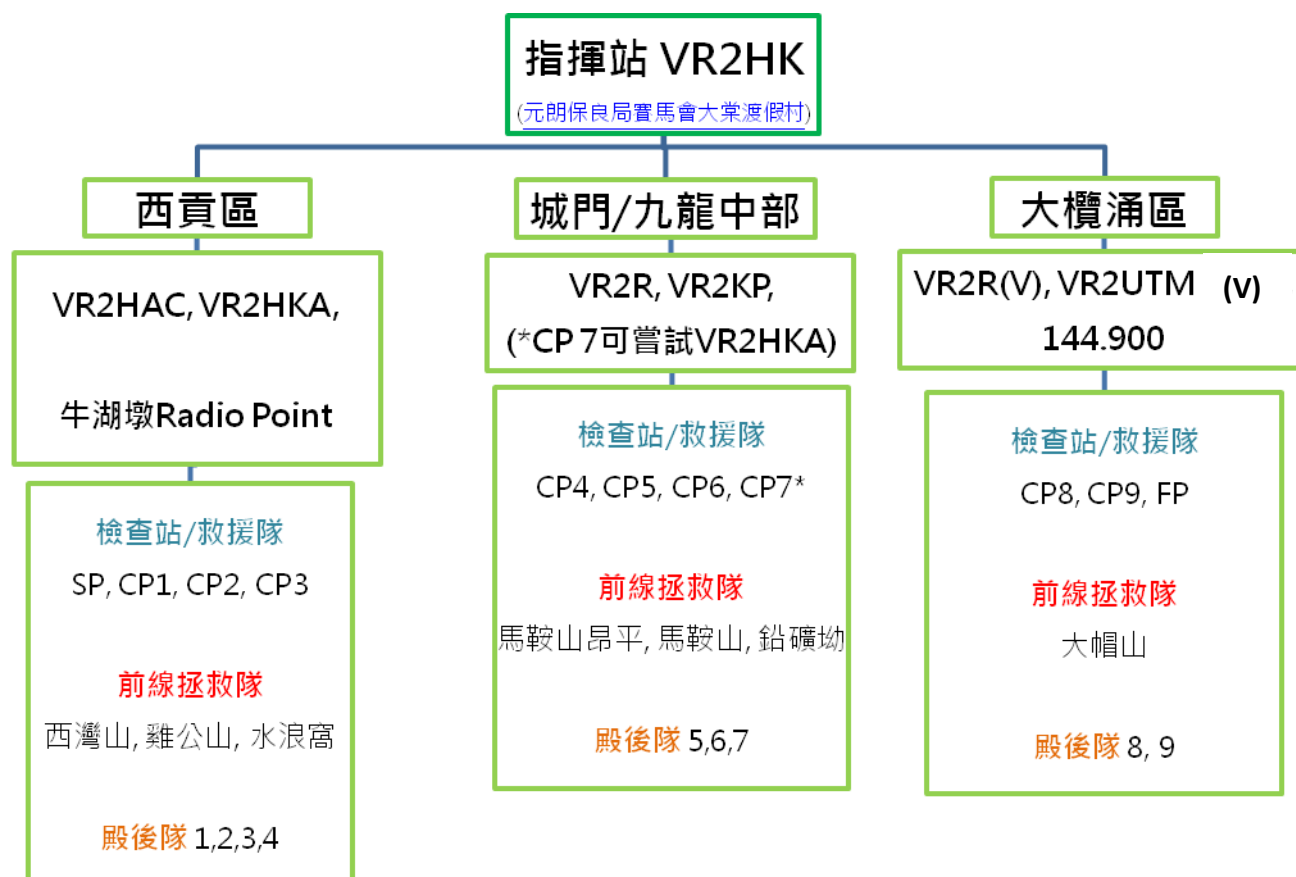 指揮站 VR2HK
(元朗保良局賽馬會大棠渡假村)
西貢區
VR2HAC, VR2HKA,
牛湖墩Radio Point
檢查站/救援隊
SP, CP1, CP2, CP3
前線拯救隊
西灣山, 雞公山, 水浪窩
殿後隊 1,2,3,4
城門/九龍中部
VR2R, VR2KP,
(*CP 7可嘗試VR2HKA)
檢查站/救援隊
CP4, CP5, CP6, CP7*
前線拯救隊
馬鞍山昂平, 馬鞍山, 鉛礦坳
殿後隊 5,6,7
大欖涌區
VR2R(V), VR2UTM (V)
144.900
檢查站/救援隊
CP8, CP9, FP
前線拯救隊
大帽山
殿後隊 8, 9